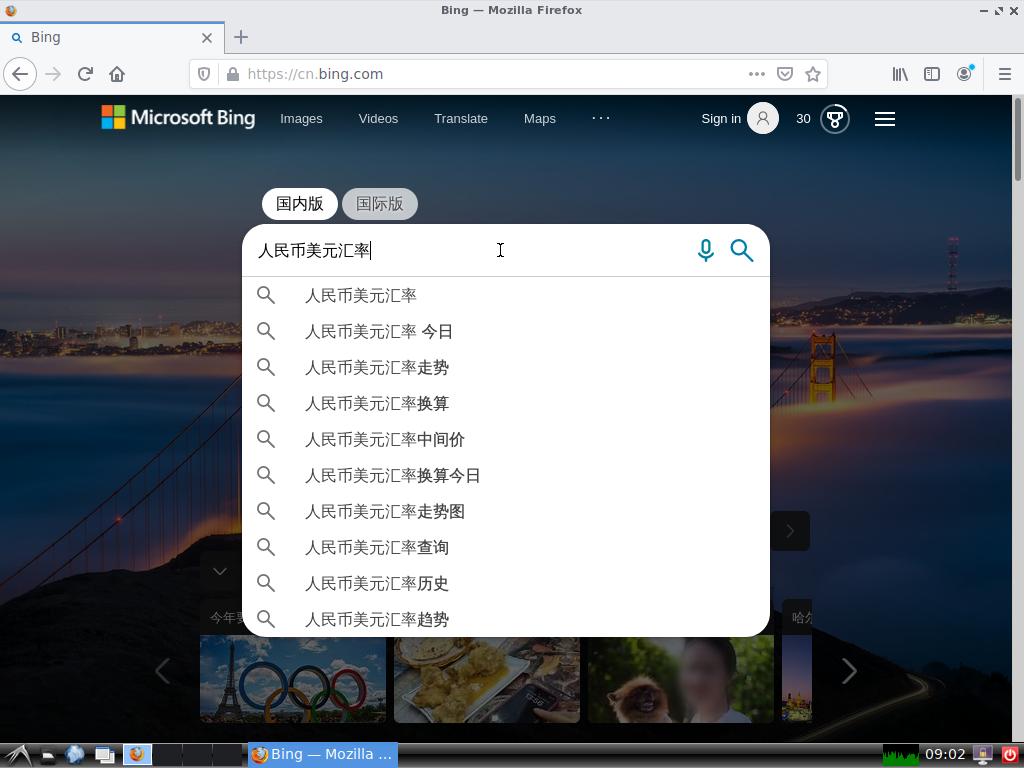 Bing — Mozilla Firefox
Bing
https://cn.bing.com
Microsoft Bing
Images
Videos
Translate
Maps
Sign in
30
国内版
国际版
人民币美元汇率
人民币美元汇率
人民币美元汇率 今日
人民币美元汇率走势
人民币美元汇率换算
人民币美元汇率中间价
人民币美元汇率换算今日
人民币美元汇率走势图
人民币美元汇率查询
人民币美元汇率历史
人民币美元汇率趋势
今年
Bing — Mozilla ...
09:02